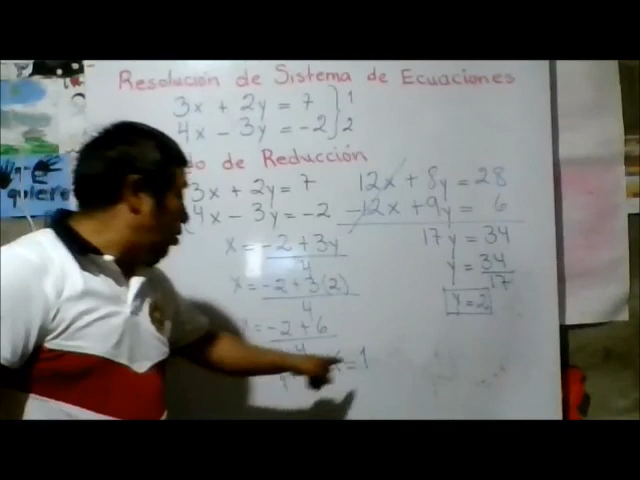 Resolución de Sistema de Ecuaciones
3x + 2y = 7 } 1
4x - 3y = -2 } 2
do de Reducción
3x + 2y = 7
4x - 3y = -2
x = -2 + 3y
4
x = -2 + 3(2)
4
= -2 + 6
4
= 1
12x + 8y = 28
-12x + 9y = 6
17y = 34
y = 34
17
y = 2
quiero